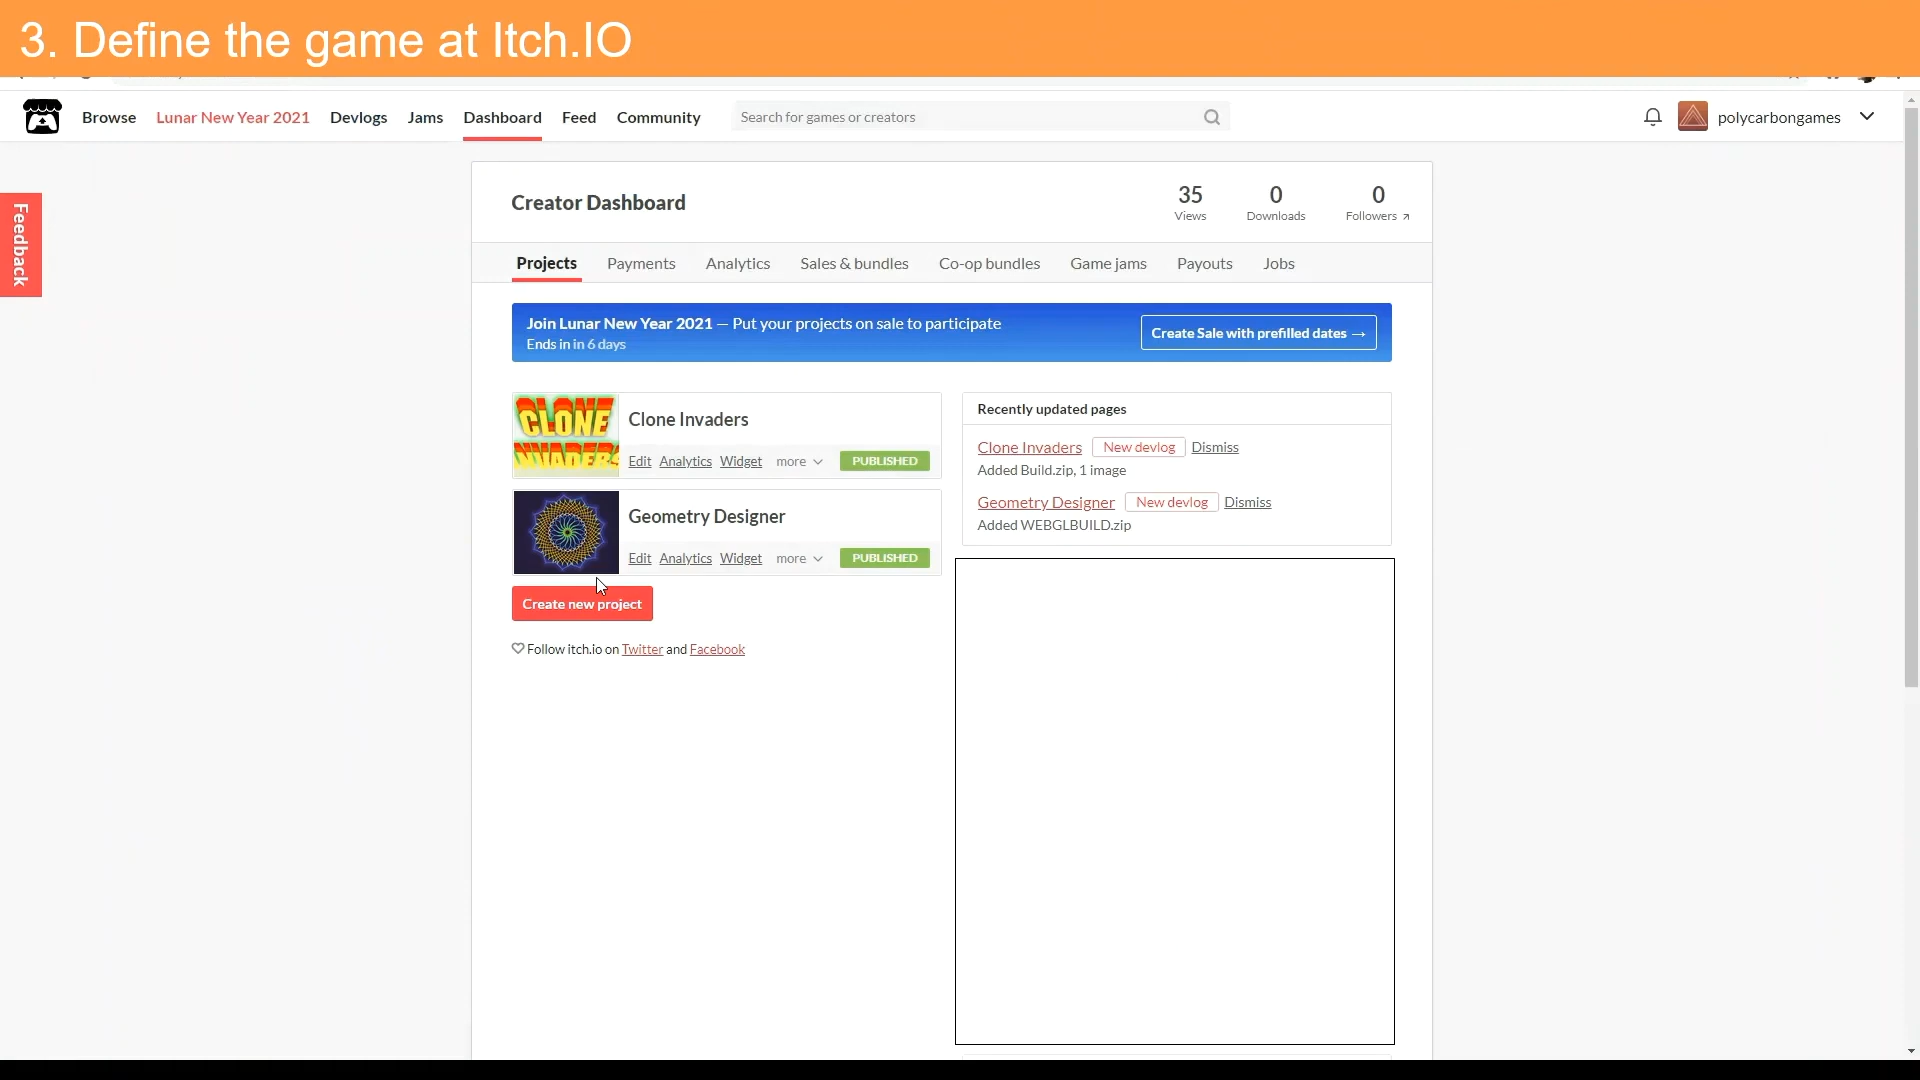 3. Define the game at Itch.IO
Browse Lunar New Year 2021 Devlogs Jams Dashboard Feed Community Search for games or creators polycarbongames
Feedback
Creator Dashboard
35 0 0
Views Downloads Followers ↗
Projects Payments Analytics Sales & bundles Co-op bundles Game jams Payouts Jobs
Join Lunar New Year 2021 — Put your projects on sale to participate
Ends in in 6 days
Create Sale with prefilled dates →
CLONE
INVADERS
Clone Invaders
Edit Analytics Widget more PUBLISHED
Geometry Designer
Edit Analytics Widget more PUBLISHED
Create new project
Follow itch.io on Twitter and Facebook
Recently updated pages
Clone Invaders New devlog Dismiss
Added Build.zip, 1 image
Geometry Designer New devlog Dismiss
Added WEBGLBUILD.zip